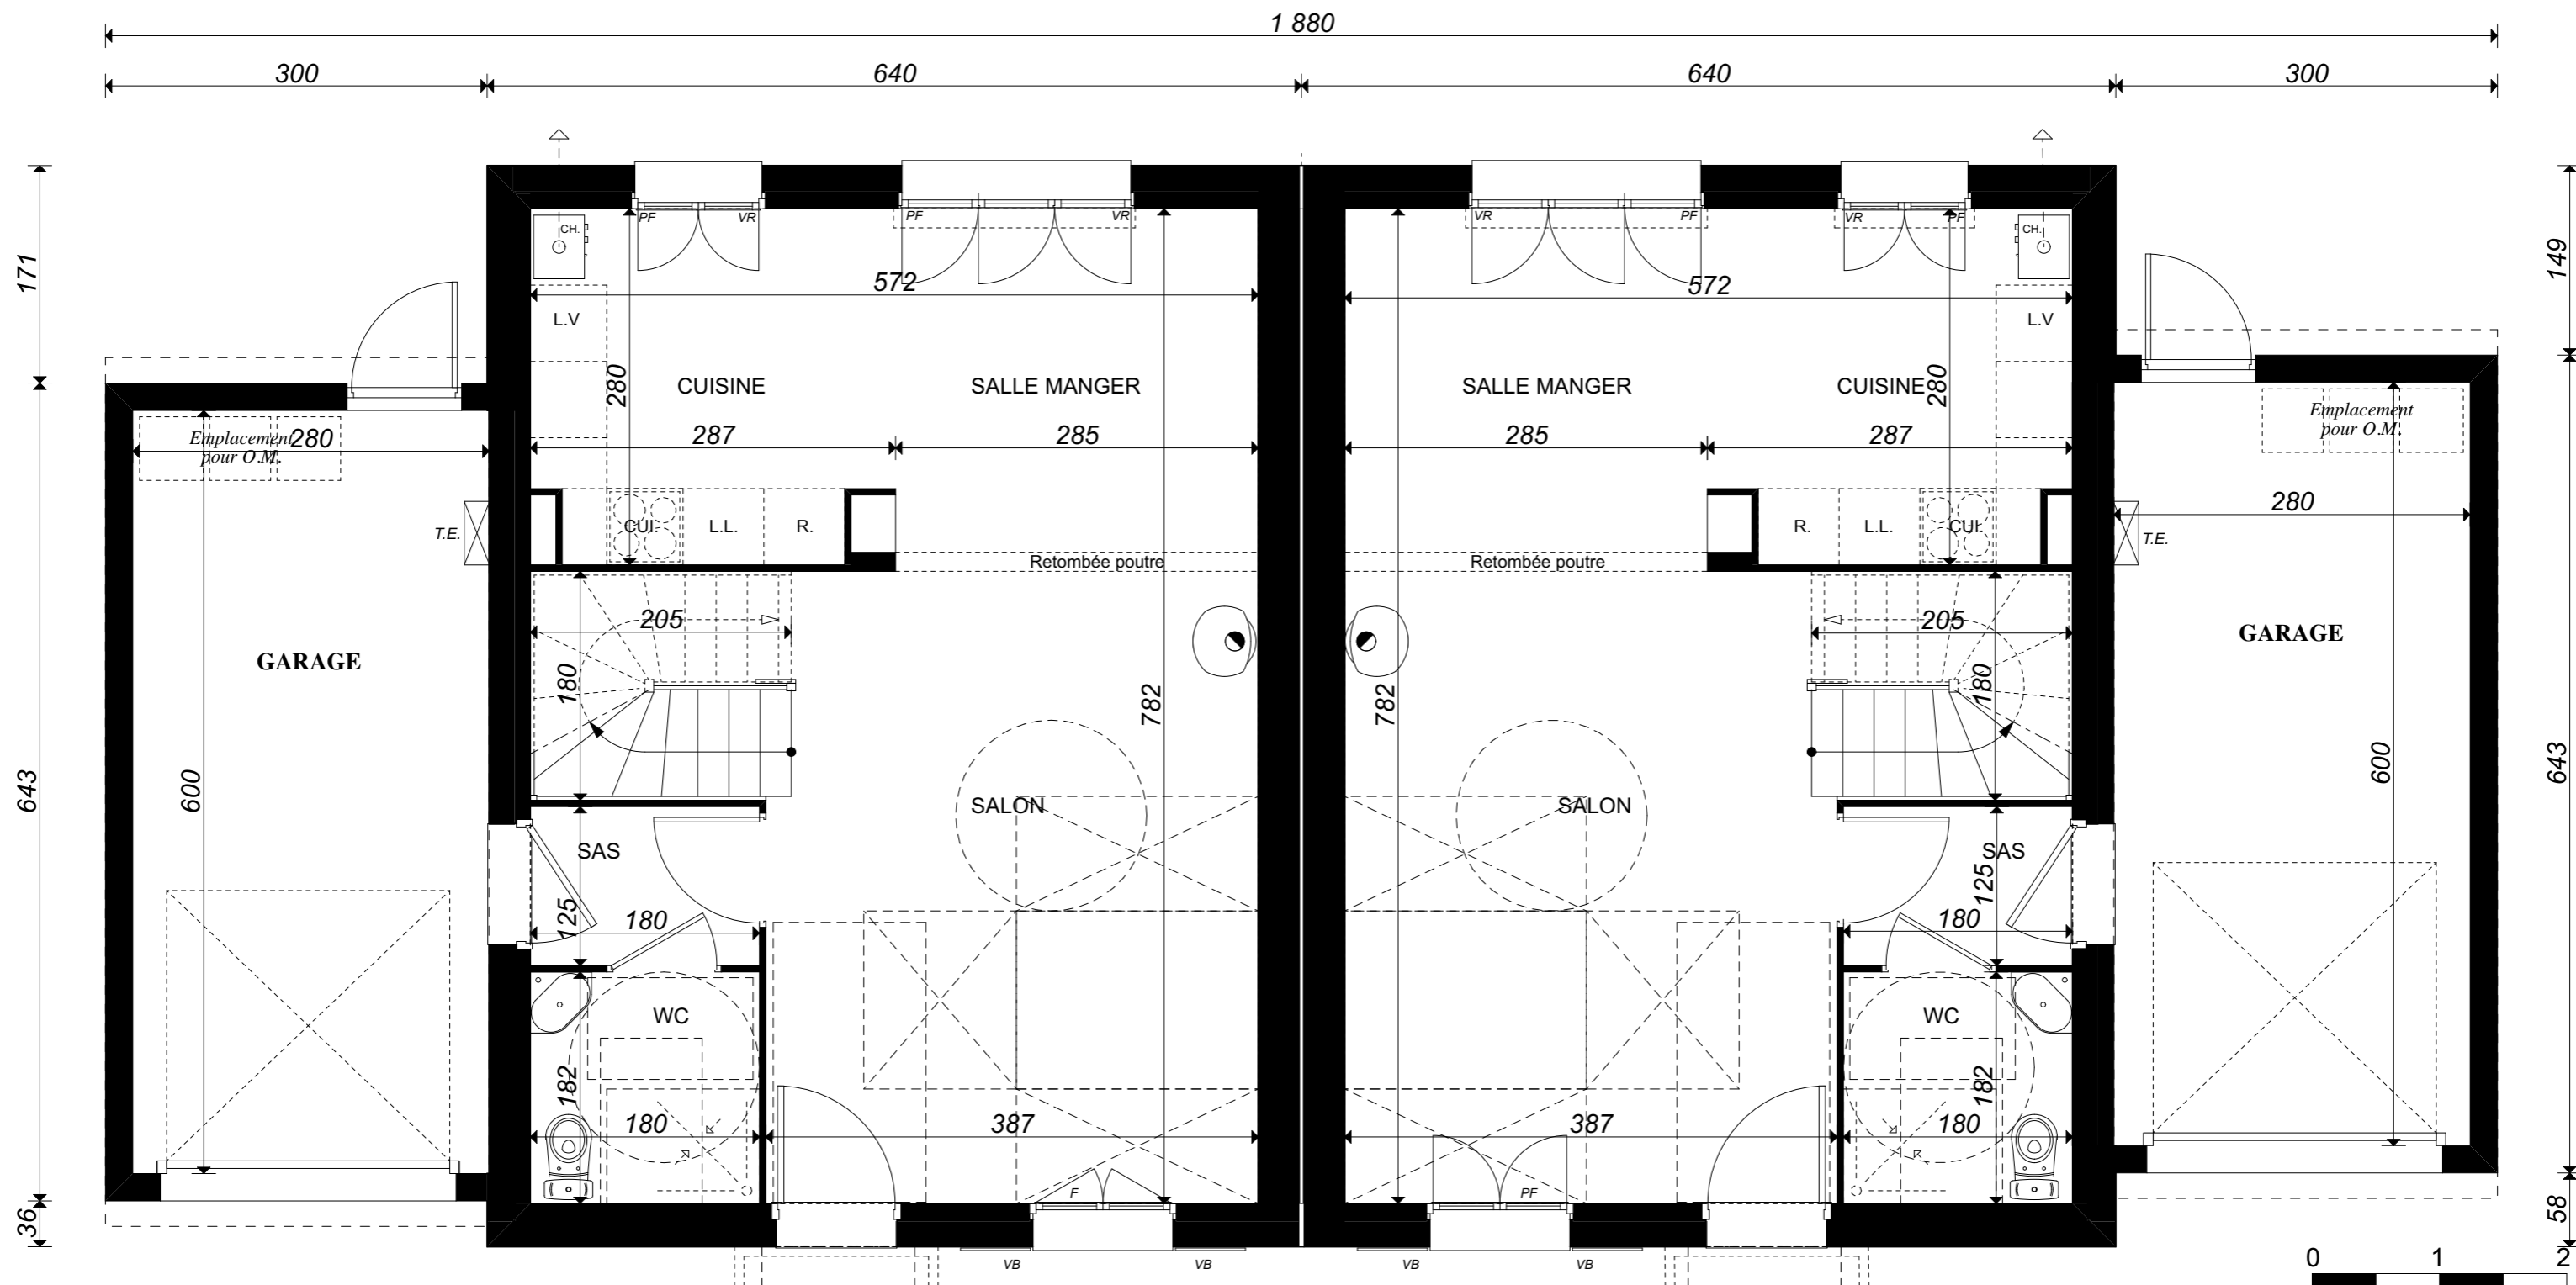 1 880
300 640 640 300
PF VR PF VR VR PF VR PF
CH. CH.
171 149
572 572
L.V L.V
280 CUISINE SALLE MANGER SALLE MANGER CUISINE 280
Emplacement
pour O.M.
280
Emplacement
pour O.M.
287 285 285 287
280
T.E. CUI. L.L. R. R. L.L. CUI. T.E.
Retombée poutre Retombée poutre
205 205
GARAGE GARAGE
180 782 782 180
643 600 SALON SALON 600 643
SAS SAS
125 180 180 125
WC WC
182 182
180 387 387 180
F PF
36 58
VB VB VB VB
0 1 2